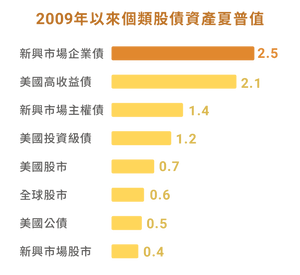 2009年以來個類股債資產夏普值
新興市場企業債 2.5
美國高收益債 2.1
新興市場主權債 1.4
美國投資級債 1.2
美國股市 0.7
全球股市 0.6
美國公債 0.5
新興市場股市 0.4